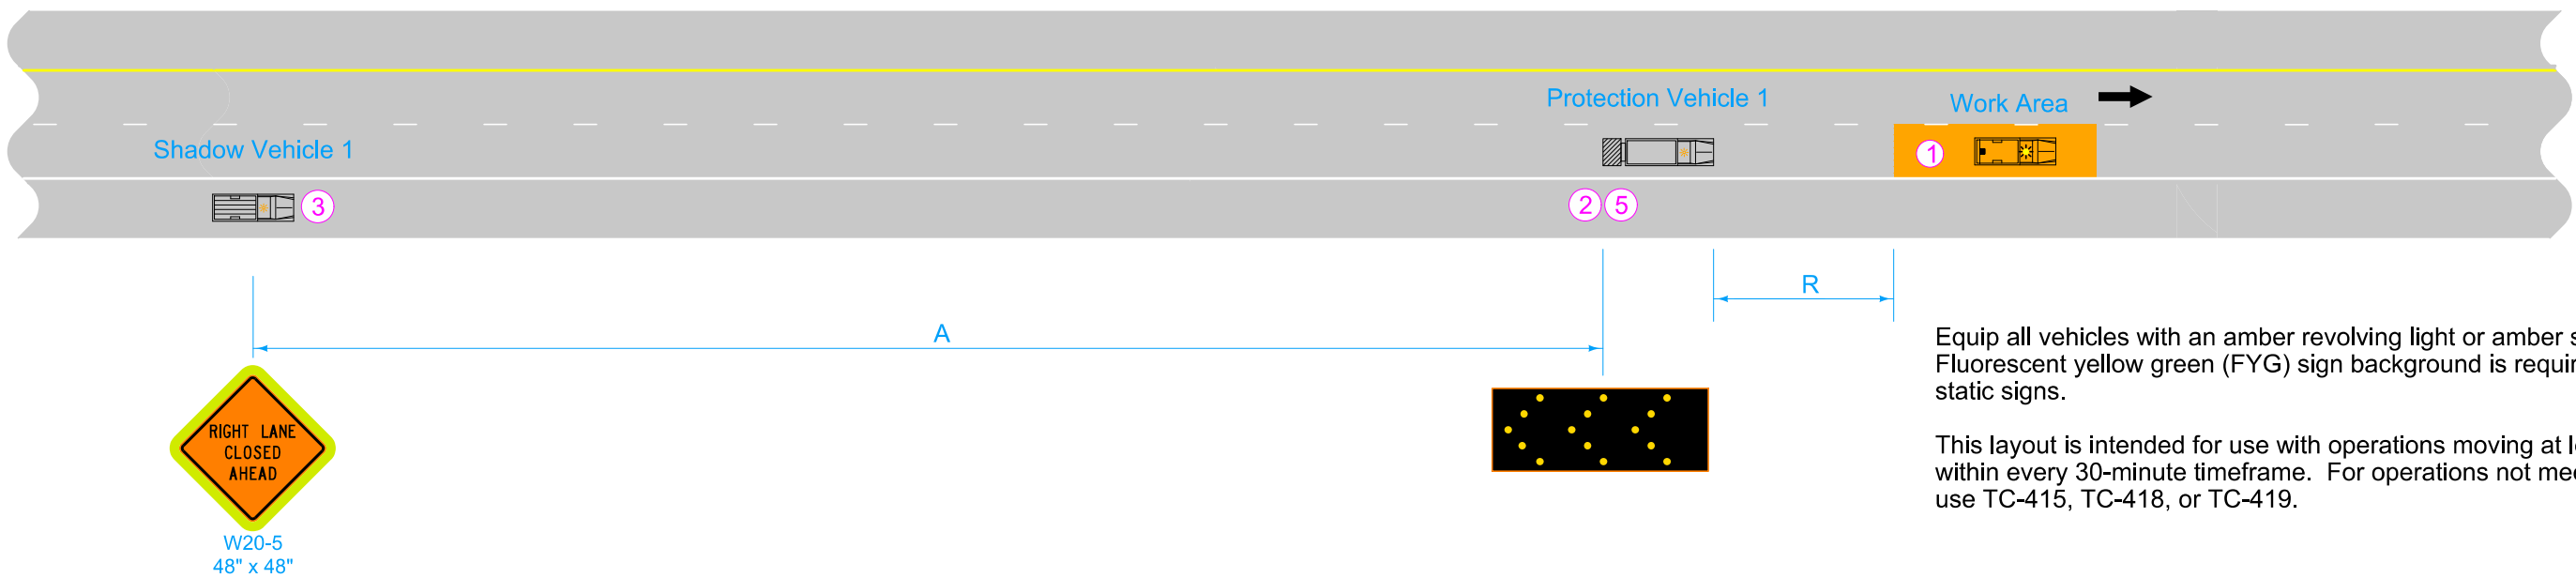 Protection Vehicle 1
Work Area
Shadow Vehicle 1
1
3
2 5
R
A
Equip all vehicles with an amber revolving light or amber
Fluorescent yellow green (FYG) sign background is
static signs.
This layout is intended for use with operations moving at
within every 30-minute timeframe. For operations not
use TC-415, TC-418, or TC-419.
RIGHT LANE
CLOSED
AHEAD
W20-5
48" x 48"